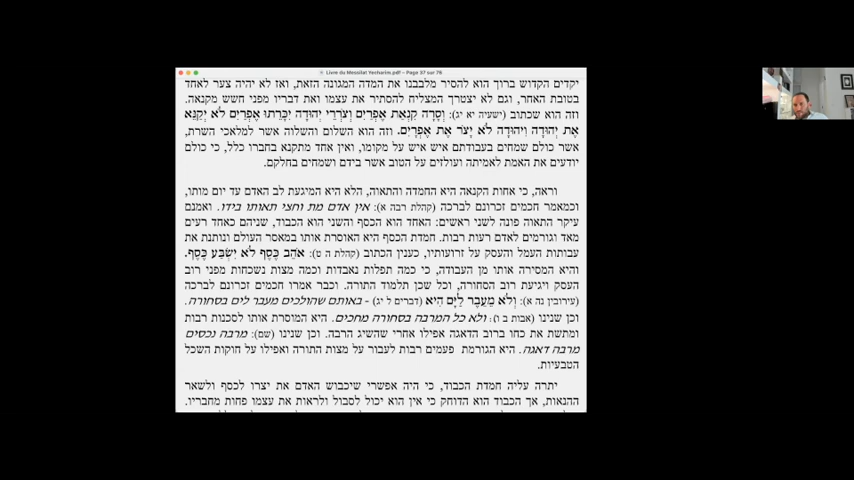 Livre du Messilat Yecharim.pdf – Page 37 sur 76
יקדים הקדוש ברוך הוא להסיר מלבבנו את המדה המגונה הזאת, ואז לא יהיה צער לאחד
בטובת האחר, וגם לא יצטרך המצליח להסתיר את עצמו ואת דבריו מפני חשש מקנאה.
וזה הוא שכתוב (ישעיה יא יג): וְסָרָה קִנְאַת אֶפְרַיִם וְצֹרְרֵי יְהוּדָה יִכָּרֵתוּ אֶפְרַיִם לֹא יְקַנֵּא
אֶת יְהוּדָה וִיהוּדָה לֹא יָצֹר אֶת אֶפְרָיִם. וזה הוא השלום והשלוה אשר למלאכי השרת,
אשר כולם שמחים בעבודתם איש איש על מקומו, ואין אחד מתקנא בחברו כלל, כי כולם
יודעים את האמת לאמיתה ועולזים על הטוב אשר בידם ושמחים בחלקם.
וראה, כי אחות הקנאה היא החמדה והתאוה, הלא היא המיגעת לב האדם עד יום מותו,
וכמאמר חכמים זכרונם לברכה (קהלת רבה א): אין אדם מת וחצי תאותו בידו. ואמנם
עיקר התאוה פונה לשני ראשים: האחד הוא הכסף והשני הוא הכבוד, שניהם כאחד רעים
מאד וגורמים לאדם רעות רבות. חמדת הכסף היא האוסרת אותו במאסר העולם ונותנת את
עבותות העמל והעסק על זרועותיו, כענין הכתוב (קהלת ה ט): אֹהֵב כֶּסֶף לֹא יִשְׂבַּע כֶּסֶף.
והיא המסירה אותו מן העבודה, כי כמה תפלות נאבדות וכמה מצות נשכחות מפני רוב
העסק ויגיעת רוב הסחורה, וכל שכן תלמוד התורה. וכבר אמרו חכמים זכרונם לברכה
(עירובין נה א): וְלֹא מֵעֵבֶר לַיָּם הִיא (דברים ל יג) - באותם שהולכים מעבר לים בסחורה.
וכן שנינו (אבות ב ו): ולא כל המרבה בסחורה מחכים. היא המוסרת אותו לסכנות רבות
ומתשת את כחו ברוב הדאגה אפילו אחרי שהשיג הרבה. וכן שנינו (שם): מרבה נכסים
מרבה דאגה. היא הגורמת פעמים רבות לעבור על מצות התורה ואפילו על חוקות השכל
הטבעיות.
יתרה עליה חמדת הכבוד, כי היה אפשרי שיכבוש האדם את יצרו לכסף ולשאר
ההנאות, אך הכבוד הוא הדוחק כי אין הוא יכול לסבול ולראות את עצמו פחות מחבריו.